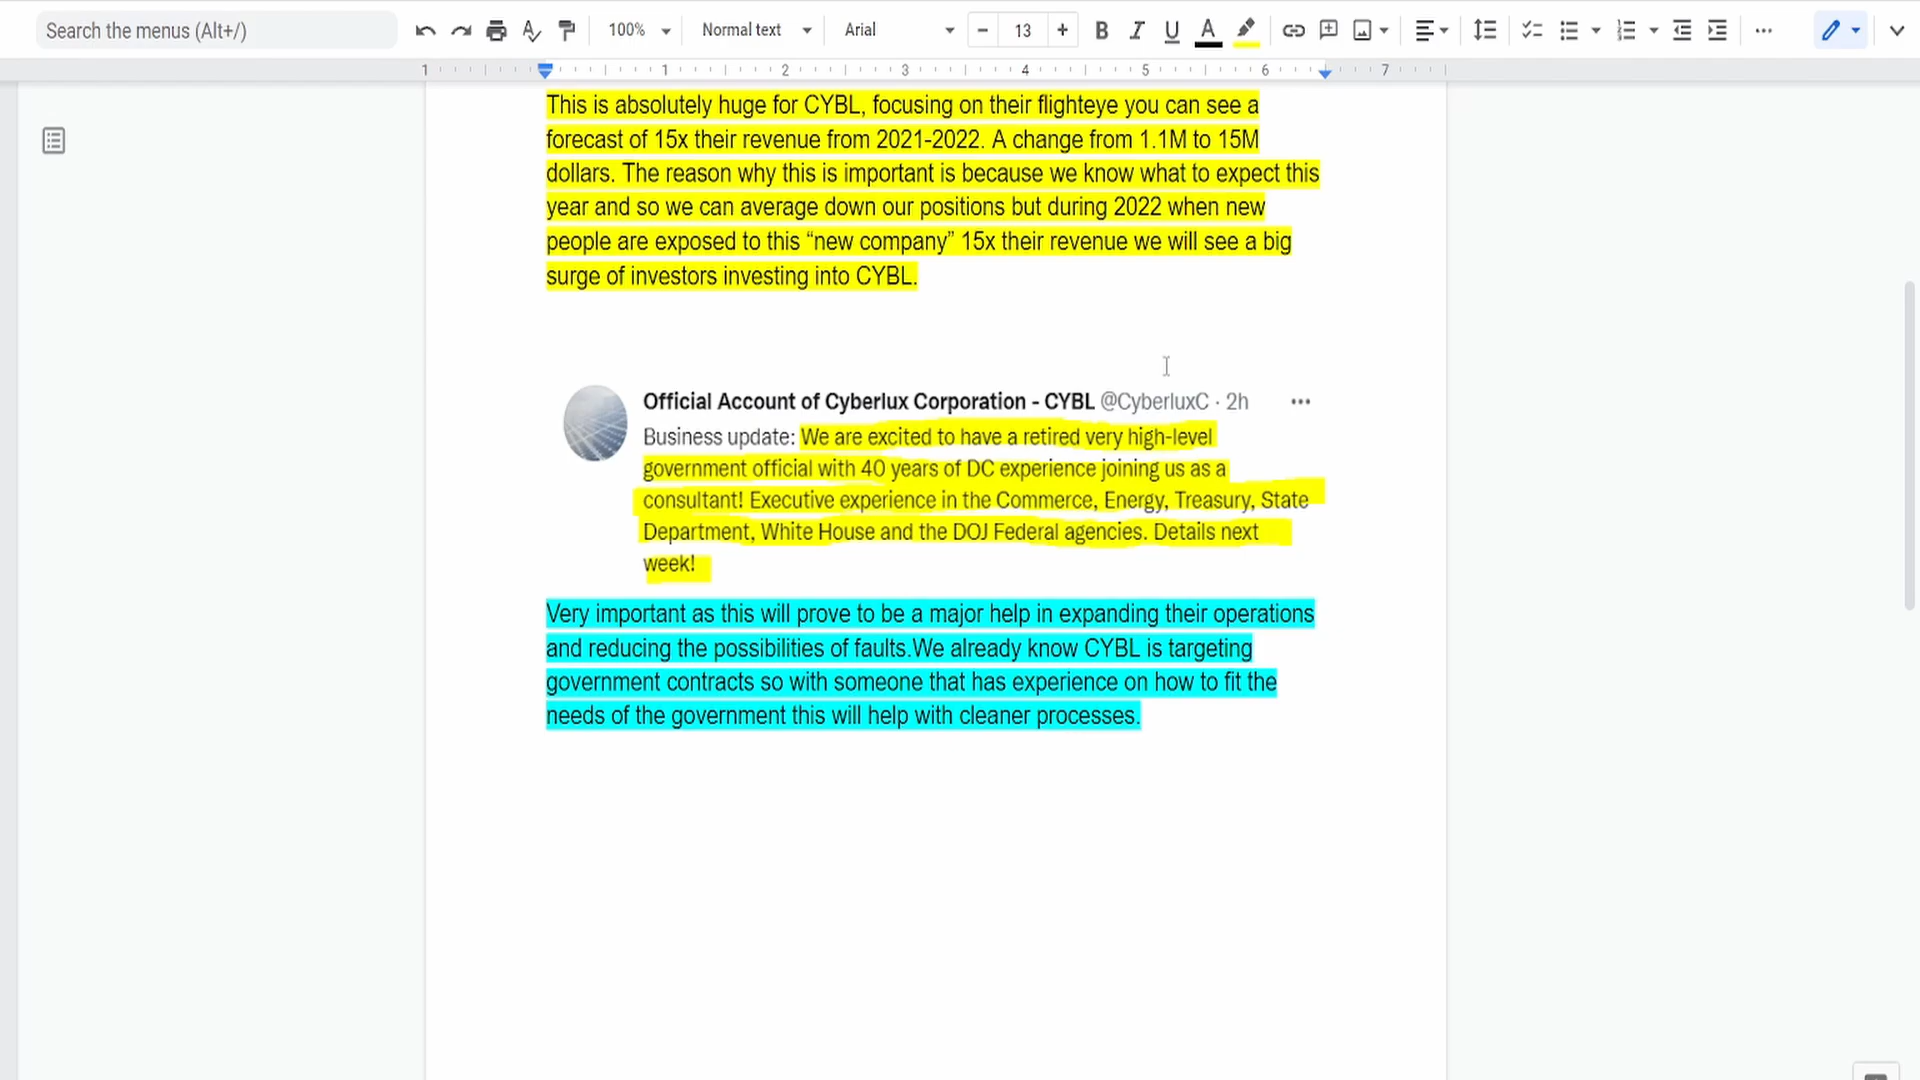 Search the menus (Alt+/)
100%
Normal text
Arial
13
1 1 2 3 4 5 6 7
This is absolutely huge for CYBL, focusing on their flighteye you can see a
forecast of 15x their revenue from 2021-2022. A change from 1.1M to 15M
dollars. The reason why this is important is because we know what to expect this
year and so we can average down our positions but during 2022 when new
people are exposed to this “new company” 15x their revenue we will see a big
surge of investors investing into CYBL.
Official Account of Cyberlux Corporation - CYBL @CyberluxC · 2h
Business update: We are excited to have a retired very high-level
government official with 40 years of DC experience joining us as a
consultant! Executive experience in the Commerce, Energy, Treasury, State
Department, White House and the DOJ Federal agencies. Details next
week!
Very important as this will prove to be a major help in expanding their operations
and reducing the possibilities of faults.We already know CYBL is targeting
government contracts so with someone that has experience on how to fit the
needs of the government this will help with cleaner processes.